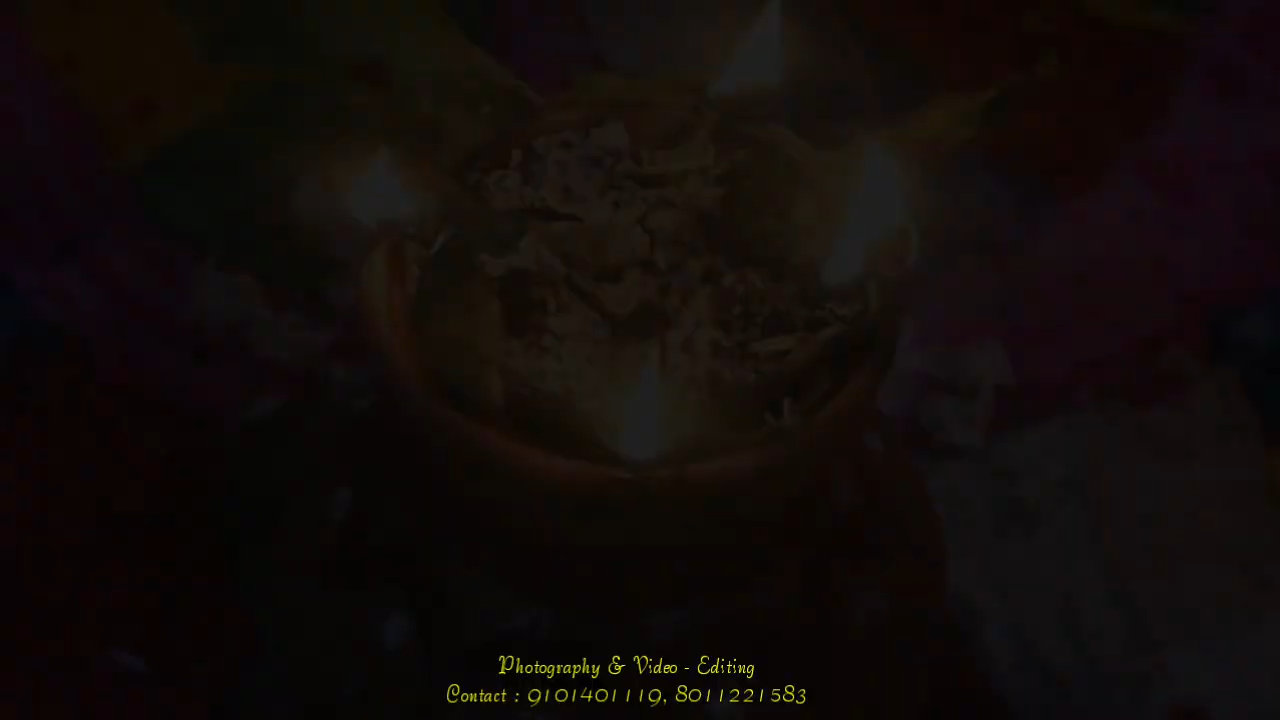 Photography & Video - Editing
Contact : 9101401119, 8011221583